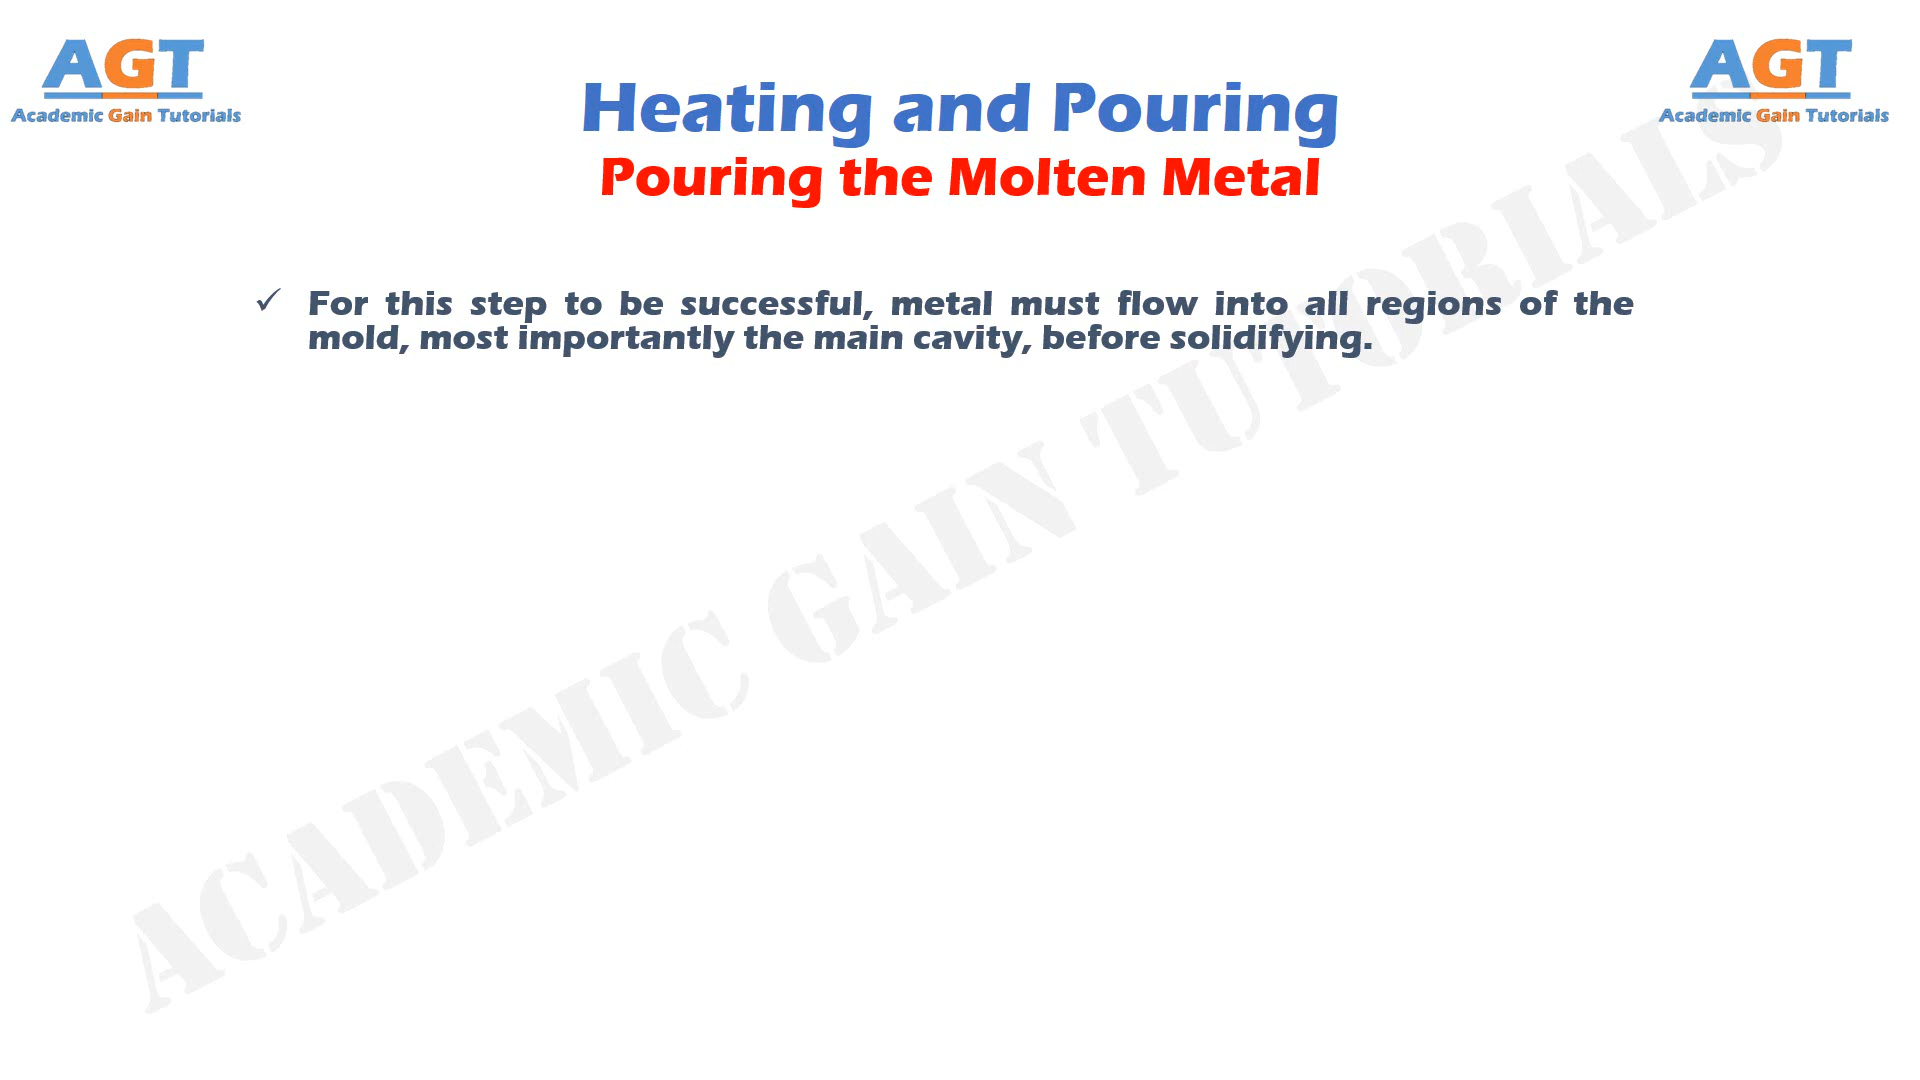 AGT
Academic Gain Tutorials
AGT
Academic Gain Tutorials
Heating and Pouring
Pouring the Molten Metal
✓ For this step to be successful, metal must flow into all regions of the
mold, most importantly the main cavity, before solidifying.
ACADEMIC GAIN TUTORIALS